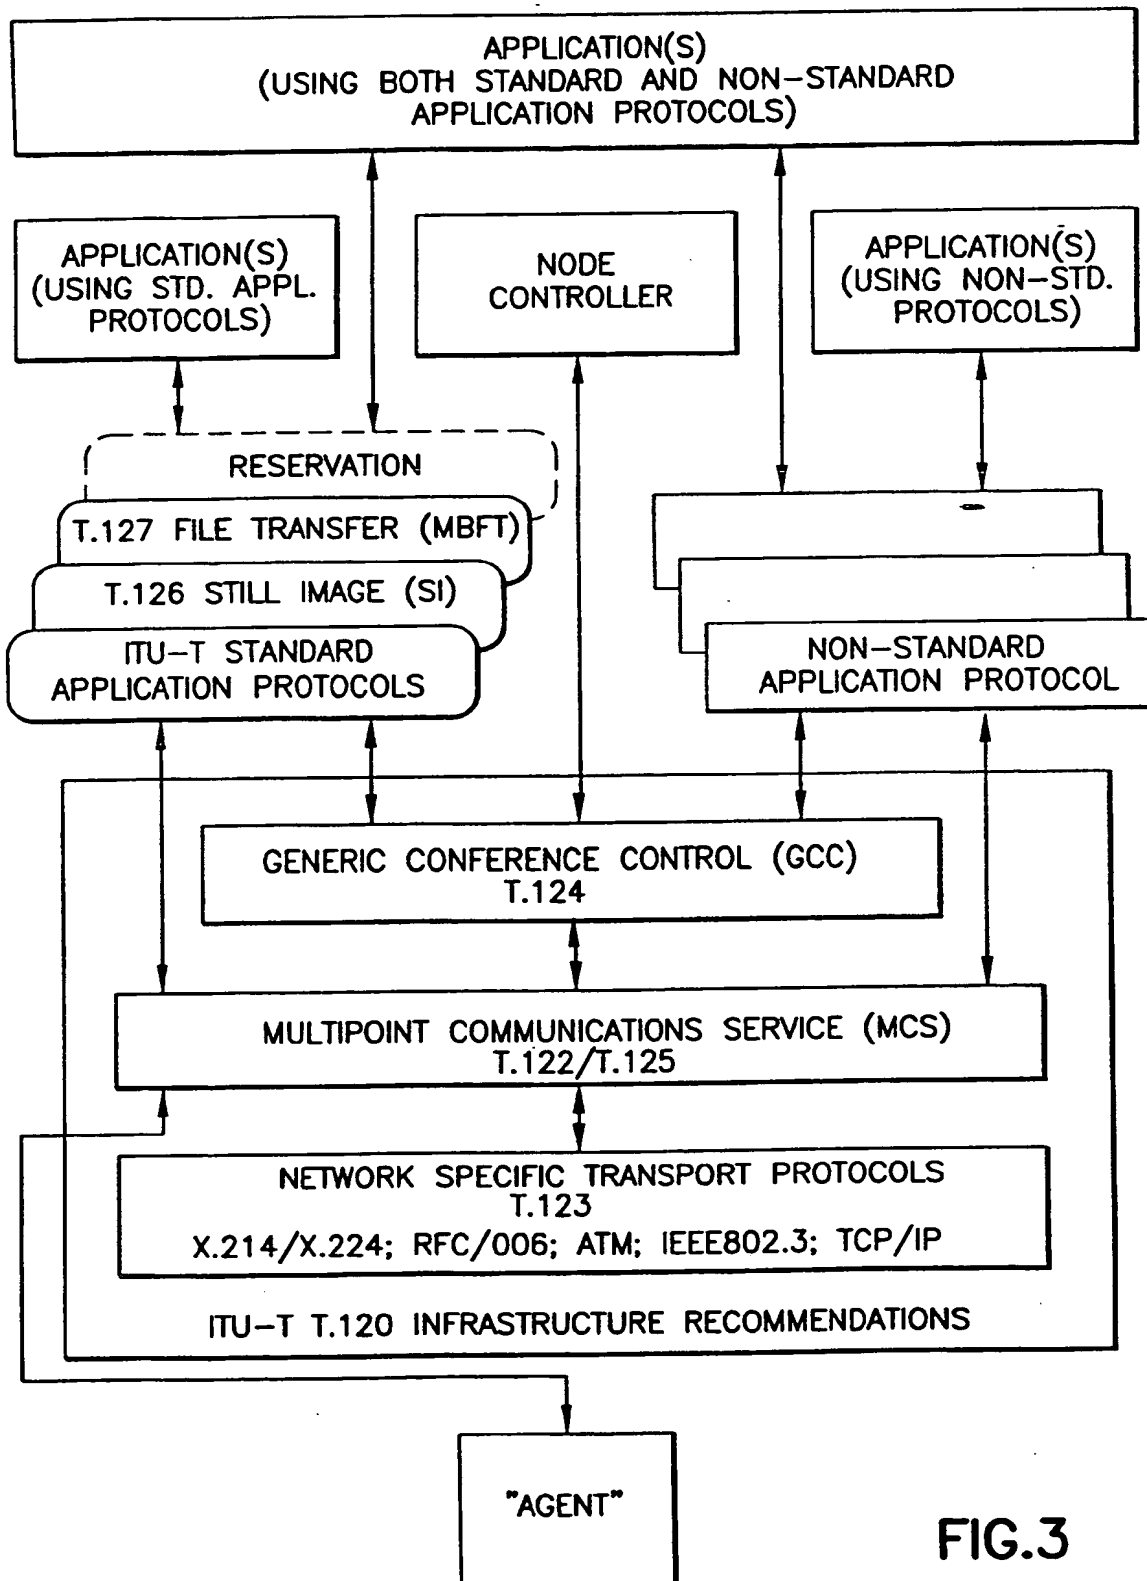 APPLICATION(S)
(USING BOTH STANDARD AND NON-STANDARD
APPLICATION PROTOCOLS)
APPLICATION(S)
(USING STD. APPL.
PROTOCOLS)
NODE
CONTROLLER
APPLICATION(S)
(USING NON-STD.
PROTOCOLS)
RESERVATION
T.127 FILE TRANSFER (MBFT)
T.126 STILL IMAGE (SI)
ITU-T STANDARD
APPLICATION PROTOCOLS
NON-STANDARD
APPLICATION PROTOCOL
GENERIC CONFERENCE CONTROL (GCC)
T.124
MULTIPOINT COMMUNICATIONS SERVICE (MCS)
T.122/T.125
NETWORK SPECIFIC TRANSPORT PROTOCOLS
T.123
X.214/X.224; RFC/006; ATM; IEEE802.3; TCP/IP
ITU-T T.120 INFRASTRUCTURE RECOMMENDATIONS
"AGENT"
FIG.3